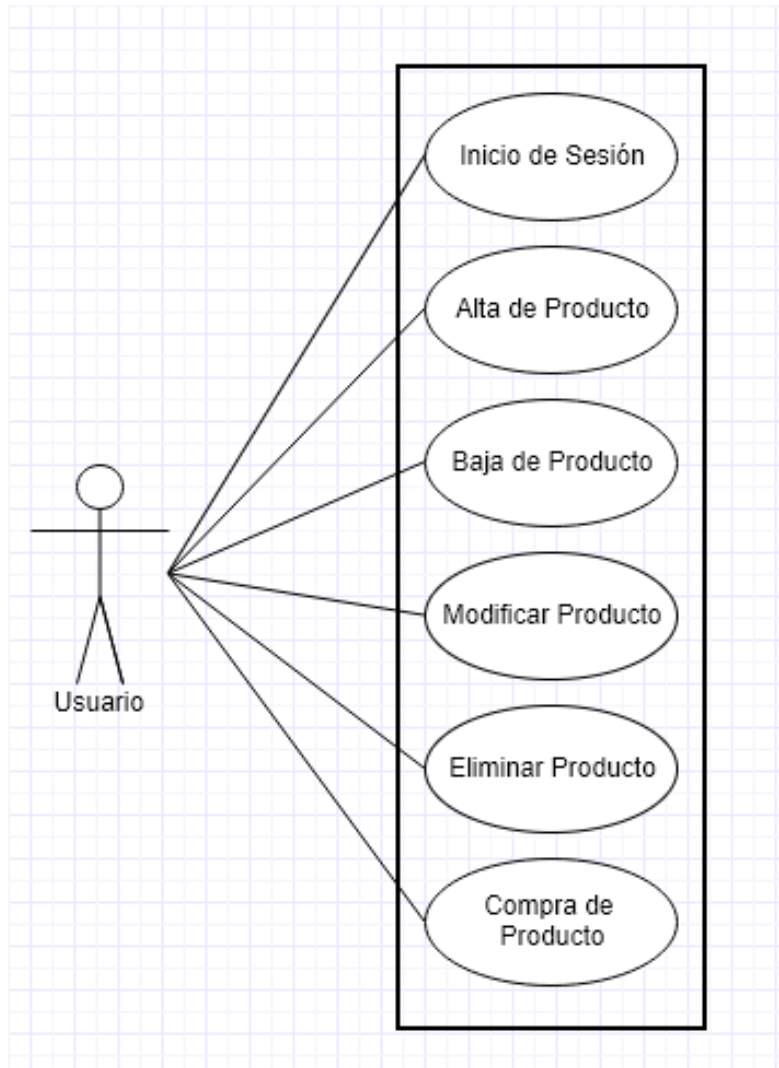 Inicio de Sesión
Alta de Producto
Baja de Producto
Modificar Producto
Usuario
Eliminar Producto
Compra de
Producto